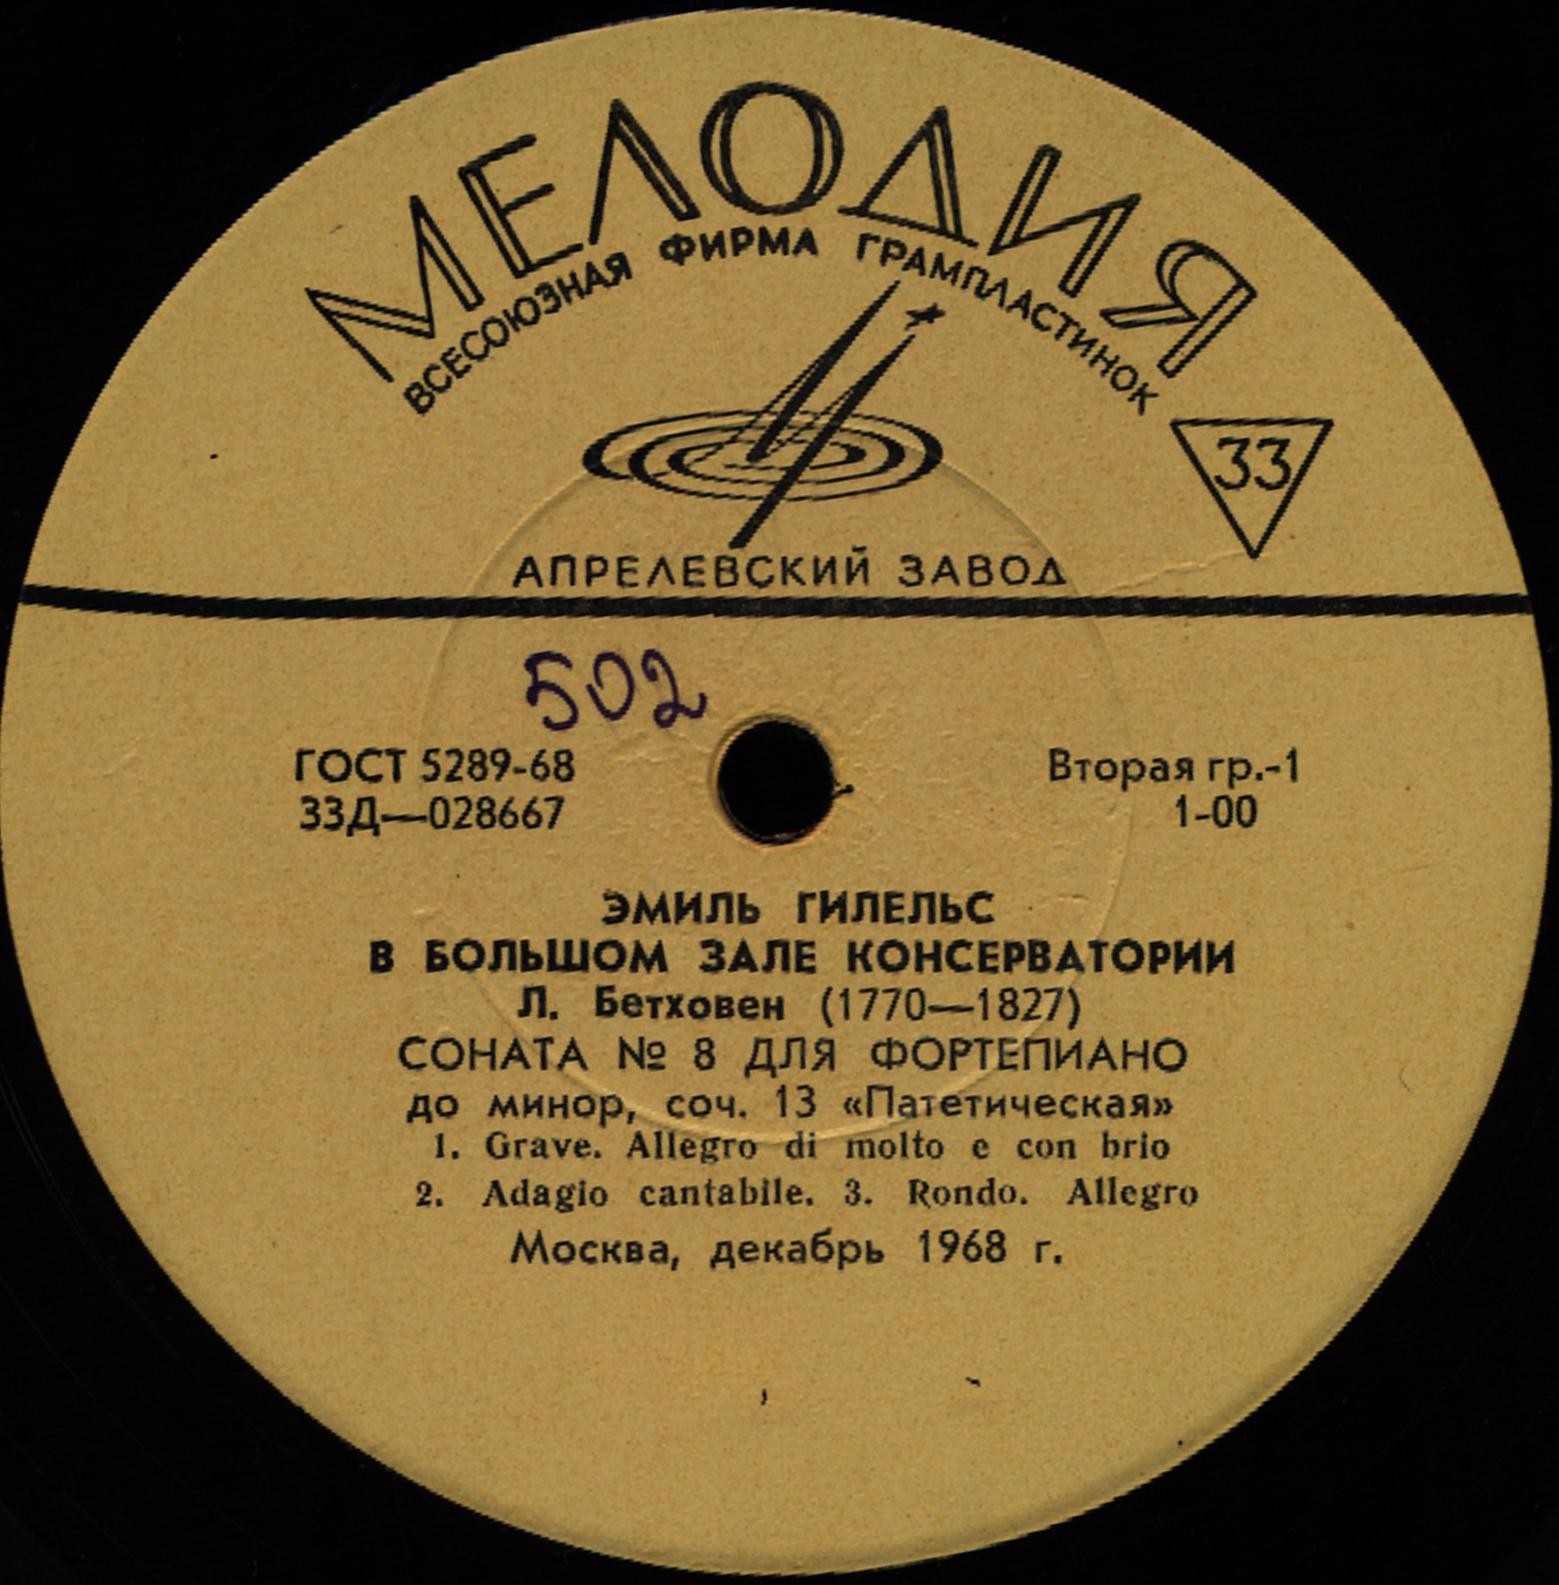 МЕЛОДИЯ
ВСЕСОЮЗНАЯ ФИРМА ГРАМПЛАСТИНОК
33
АПРЕЛЕВСКИЙ ЗАВОД
502
ГОСТ 5289-68
33Д—028667
Вторая гр.-1
1-00
ЭМИЛЬ ГИЛЕЛЬС
В БОЛЬШОМ ЗАЛЕ КОНСЕРВАТОРИИ
Л. Бетховен (1770—1827)
СОНАТА № 8 ДЛЯ ФОРТЕПИАНО
до минор, соч. 13 «Патетическая»
1. Grave. Allegro di molto e con brio
2. Adagio cantabile. 3. Rondo. Allegro
Москва, декабрь 1968 г.